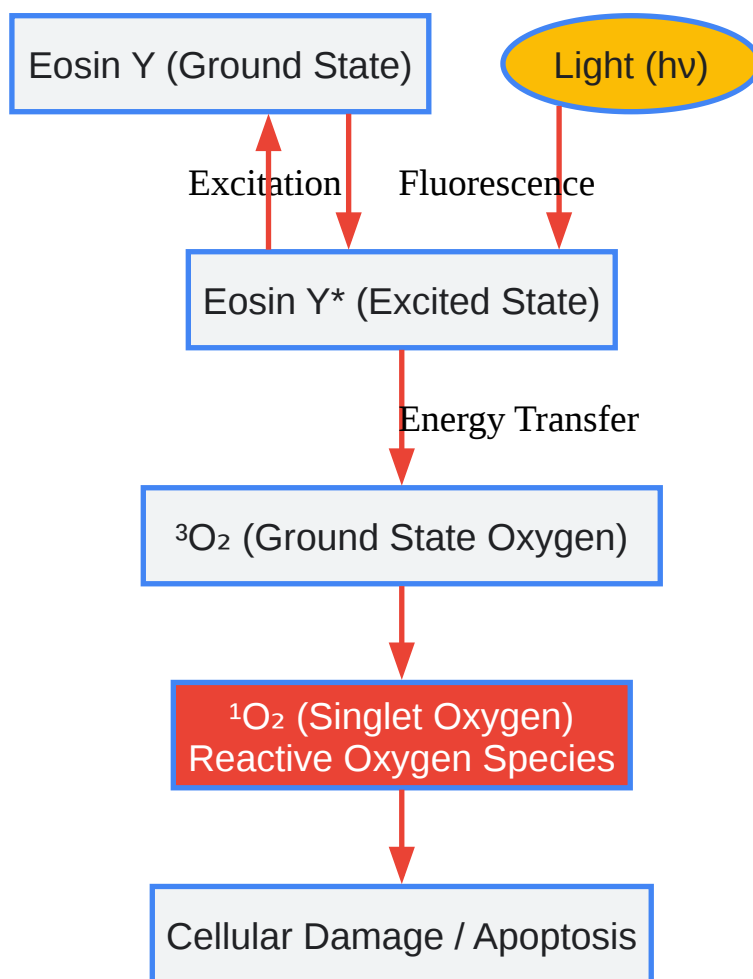 Eosin Y (Ground State)
Light (hν)
Excitation
Fluorescence
Eosin Y* (Excited State)
Energy Transfer
³O₂ (Ground State Oxygen)
¹O₂ (Singlet Oxygen)
Reactive Oxygen Species
Cellular Damage / Apoptosis